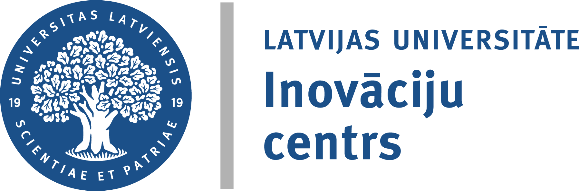 UNIVERSITAS LATVIENSIS
19 19
SCIENTIAE ET PATRIAE
LATVIJAS UNIVERSITĀTE
Inovāciju
centrs